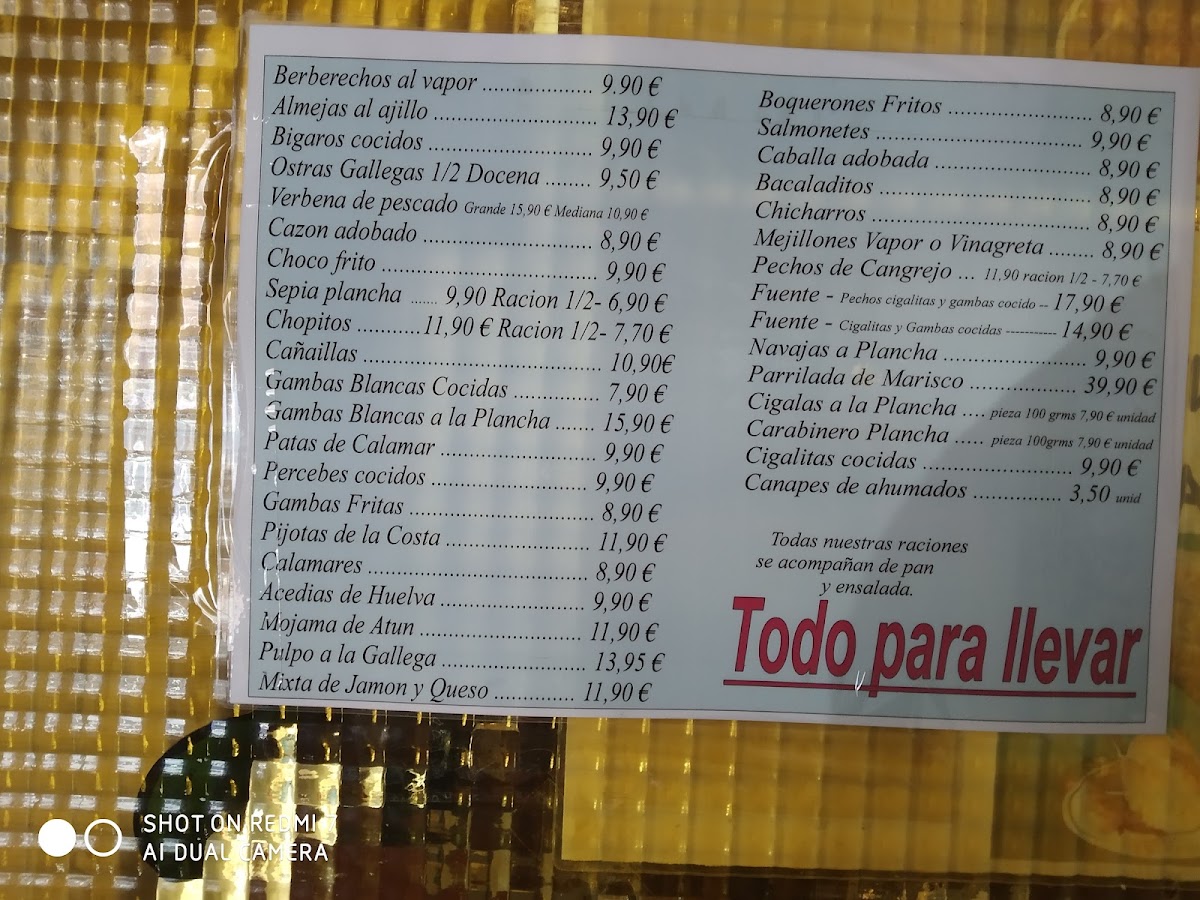 Berberechos al vapor ................... 9.90 €
Almejas al ajillo ............................ 13,90 €
Bigaros cocidos ............................ 9,90 €
Ostras Gallegas 1/2 Docena ........ 9,50 €
Verbena de pescado Grande 15,90 € Mediana 10,90 €
Cazon adobado ............................. 8,90 €
Choco frito ..................................... 9,90 €
Sepia plancha ........ 9,90 Racion 1/2- 6,90 €
Chopitos ...........11,90 € Racion 1/2- 7,70 €
Cañaillas ......................................... 10,90€
Gambas Blancas Cocidas ............... 7,90 €
Gambas Blancas a la Plancha ....... 15,90 €
Patas de Calamar ........................... 9,90 €
Percebes cocidos ............................ 9,90 €
Gambas Fritas ................................ 8,90 €
Pijotas de la Costa ......................... 11,90 €
Calamares ...................................... 8,90 €
Acedias de Huelva .......................... 9,90 €
Mojama de Atun ............................ 11,90 €
Pulpo a la Gallega ......................... 13,95 €
Mixta de Jamon y Queso .............. 11,90 €
Boquerones Fritos ......................... 8,90 €
Salmonetes ........................................ 9,90 €
Caballa adobada ........................... 8,90 €
Bacaladitos ..................................... 8,90 €
Chicharros ...................................... 8,90 €
Mejillones Vapor o Vinagreta ........ 8,90 €
Pechos de Cangrejo ... 11,90 racion 1/2 - 7,70 €
Fuente - Pechos cigalitas y gambas cocido -- 17,90 €
Fuente - Cigalitas y Gambas cocidas ------------ 14,90 €
Navajas a Plancha ........................ 9,90 €
Parrilada de Marisco .................. 39,90 €
Cigalas a la Plancha .... pieza 100 grms 7,90 € unidad
Carabinero Plancha ..... pieza 100grms 7,90 € unidad
Cigalitas cocidas .......................... 9,90 €
Canapes de ahumados ............... 3,50 unid
Todas nuestras raciones
se acompañan de pan
y ensalada.
Todo para llevar
SHOT ON REDMI 7
AI DUAL CAMERA